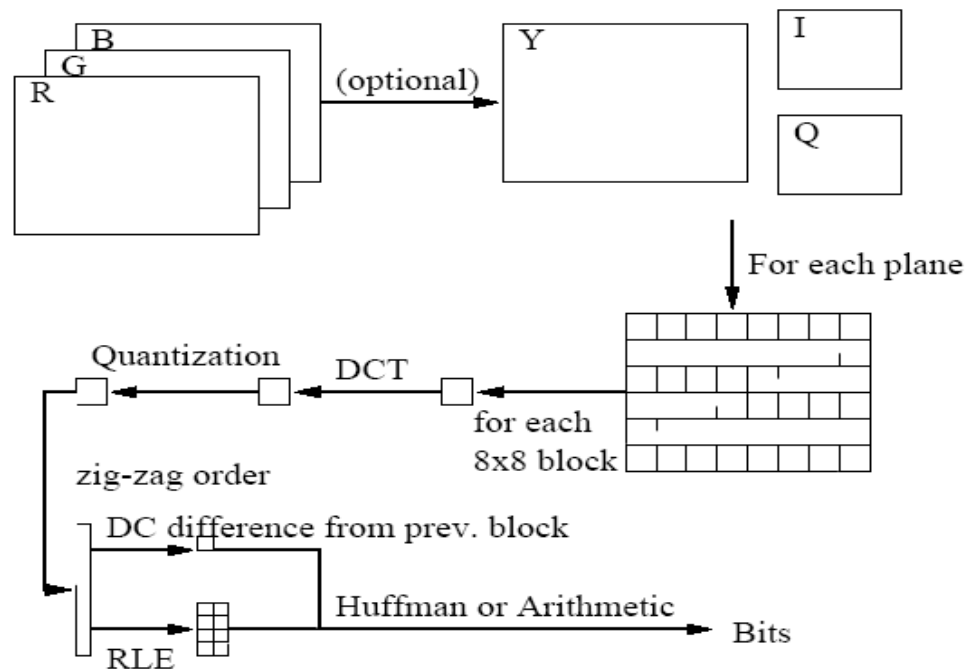 B
G
R
(optional)
Y
I
Q
For each plane
Quantization
DCT
for each
8x8 block
zig-zag order
DC difference from prev. block
Huffman or Arithmetic
Bits
RLE